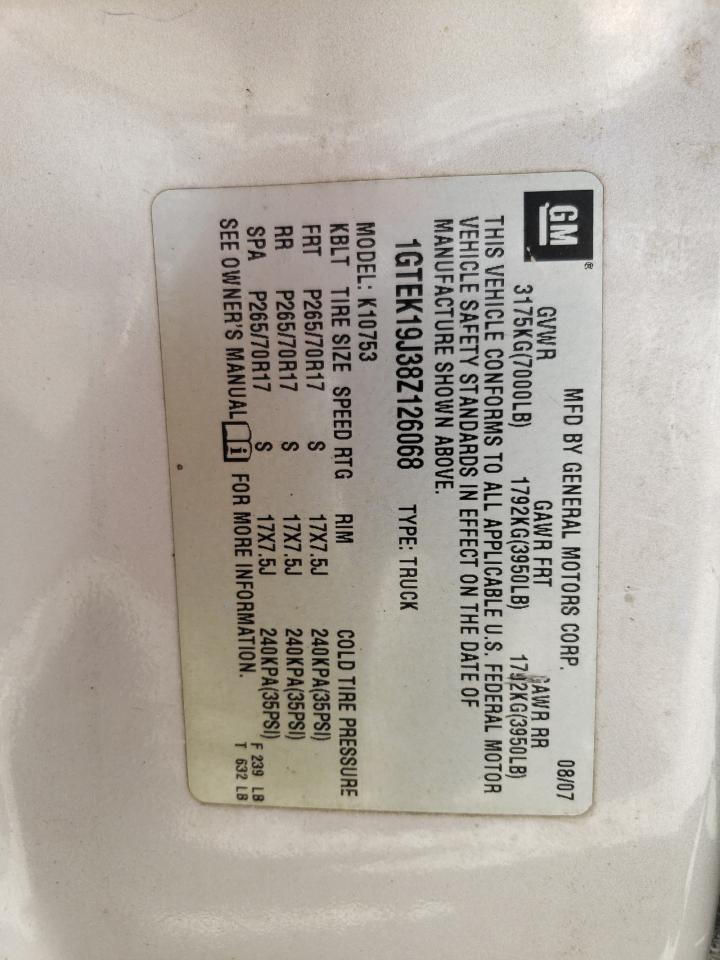 GM®
MFD BY GENERAL MOTORS CORP. 08/07
GVWR GAWR FRT GAWR RR
3175KG(7000LB) 1792KG(3950LB) 1792KG(3950LB)
THIS VEHICLE CONFORMS TO ALL APPLICABLE U.S. FEDERAL MOTOR
VEHICLE SAFETY STANDARDS IN EFFECT ON THE DATE OF
MANUFACTURE SHOWN ABOVE.
1GTEK19J38Z126068 TYPE: TRUCK
MODEL: K10753
KBLT TIRE SIZE SPEED RTG RIM COLD TIRE PRESSURE
FRT P265/70R17 S 17X7.5J 240KPA(35PSI)
RR P265/70R17 S 17X7.5J 240KPA(35PSI)
SPA P265/70R17 S 17X7.5J 240KPA(35PSI) F 239 LB
SEE OWNER'S MANUAL i FOR MORE INFORMATION. T 632 LB